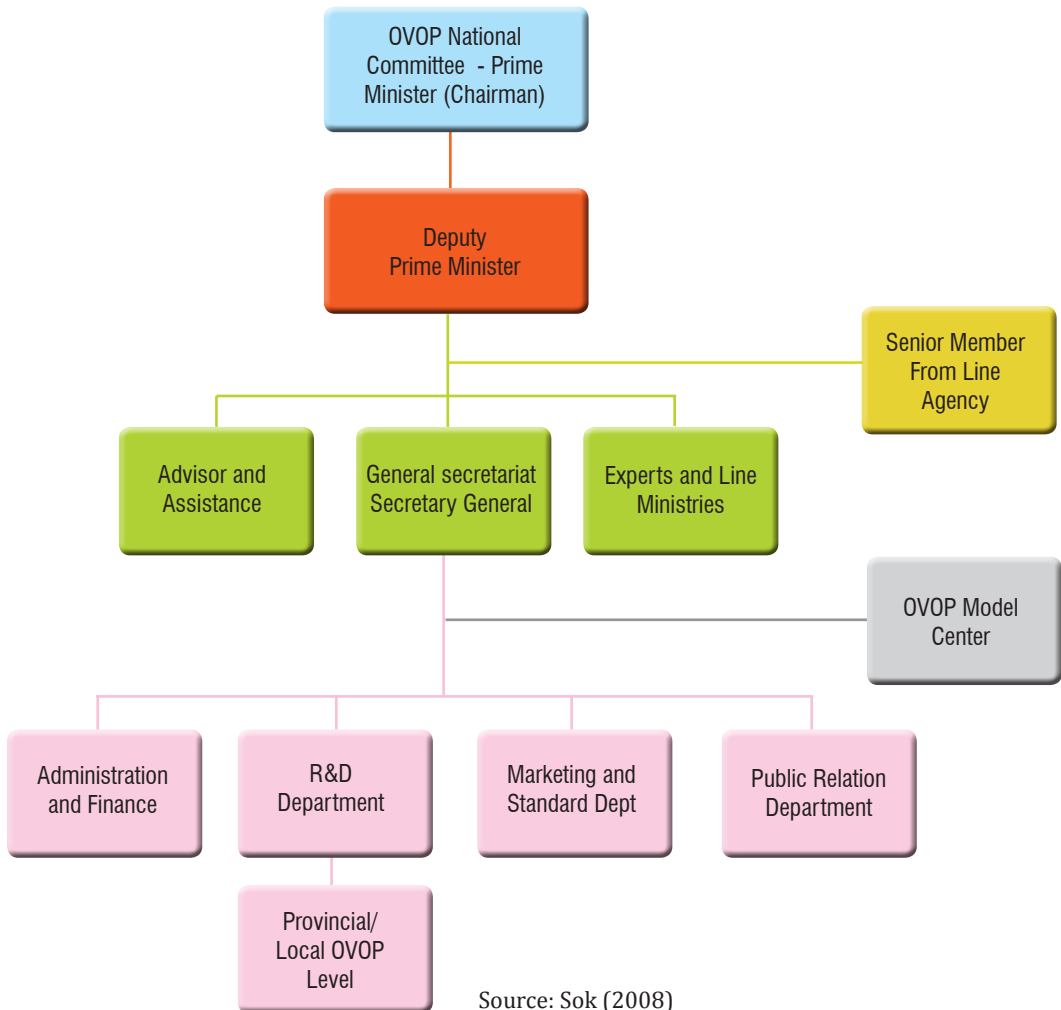 OVOP National
Committee - Prime
Minister (Chairman)
Deputy
Prime Minister
Senior Member
From Line
Agency
Advisor and
Assistance
General secretariat
Secretary General
Experts and Line
Ministries
OVOP Model
Center
Administration
and Finance
R&D
Department
Marketing and
Standard Dept
Public Relation
Department
Provincial/
Local OVOP
Level
Source: Sok (2008)